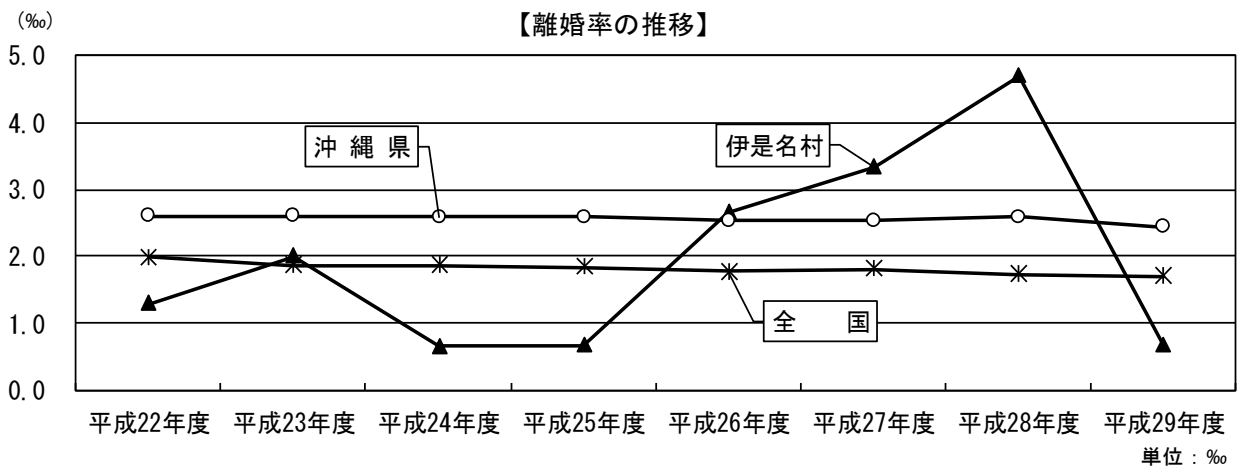 (‰)
【離婚率の推移】
5.0
4.0
沖縄県
伊是名村
3.0
2.0
全国
1.0
0.0
平成22年度 平成23年度 平成24年度 平成25年度 平成26年度 平成27年度 平成28年度 平成29年度
単位：‰